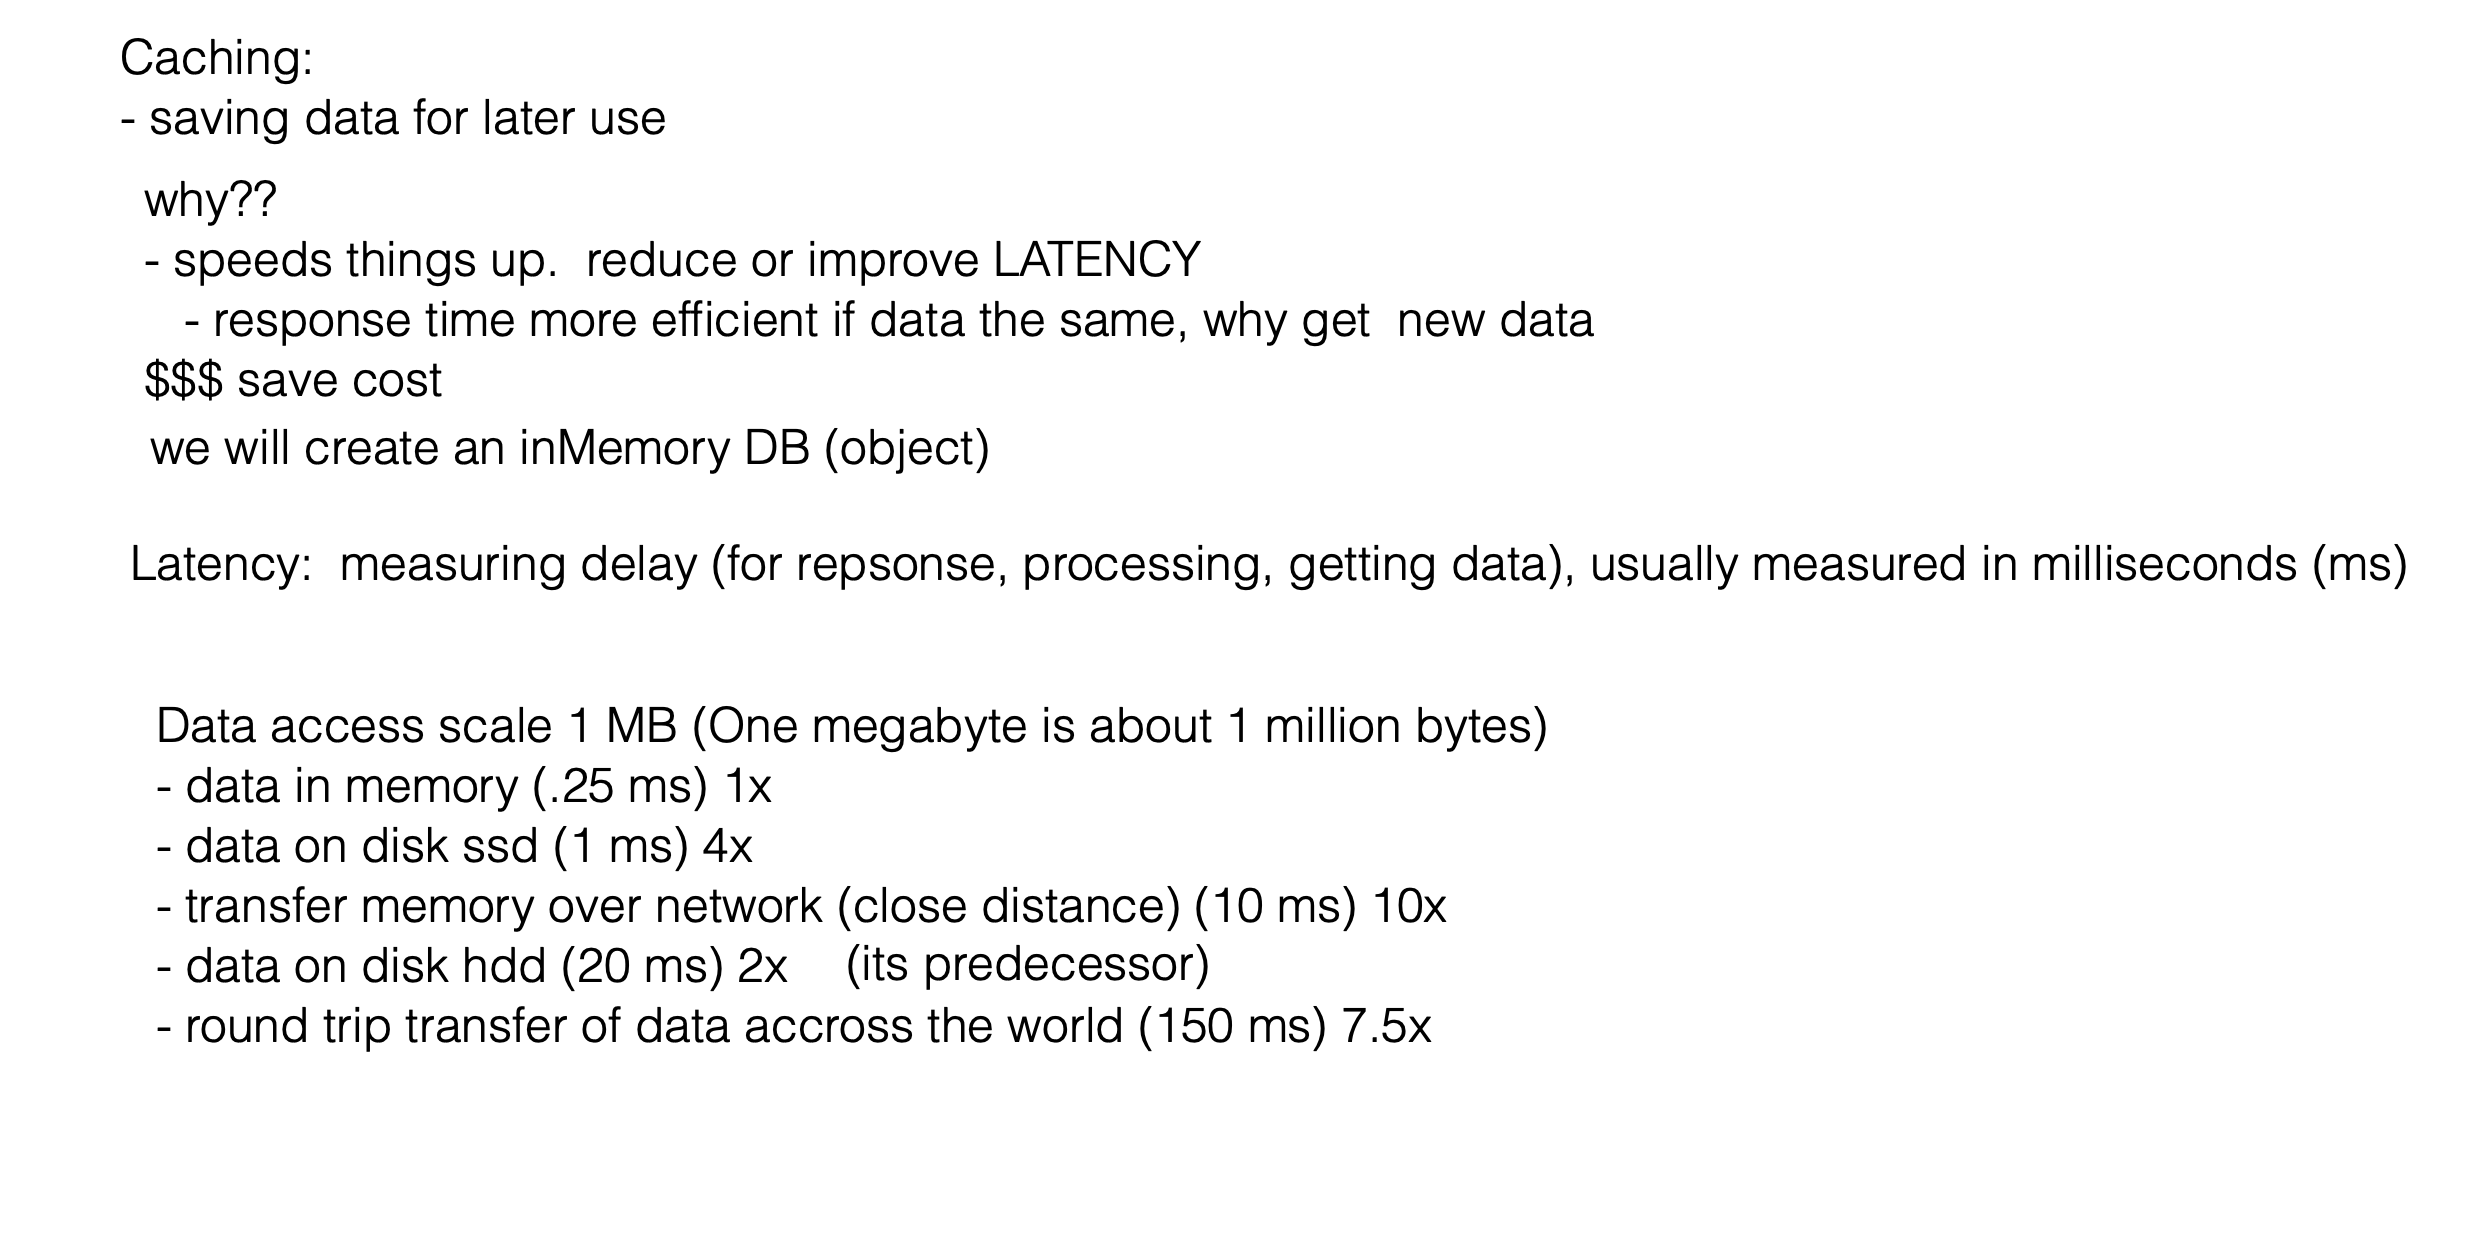 Caching:
- saving data for later use
why??
- speeds things up.  reduce or improve LATENCY
- response time more efficient if data the same, why get  new data
$$$ save cost
we will create an inMemory DB (object)
Latency:  measuring delay (for repsonse, processing, getting data), usually measured in milliseconds (ms)
Data access scale 1 MB (One megabyte is about 1 million bytes)
- data in memory (.25 ms) 1x
- data on disk ssd (1 ms) 4x
- transfer memory over network (close distance) (10 ms) 10x
- data on disk hdd (20 ms) 2x    (its predecessor)
- round trip transfer of data accross the world (150 ms) 7.5x